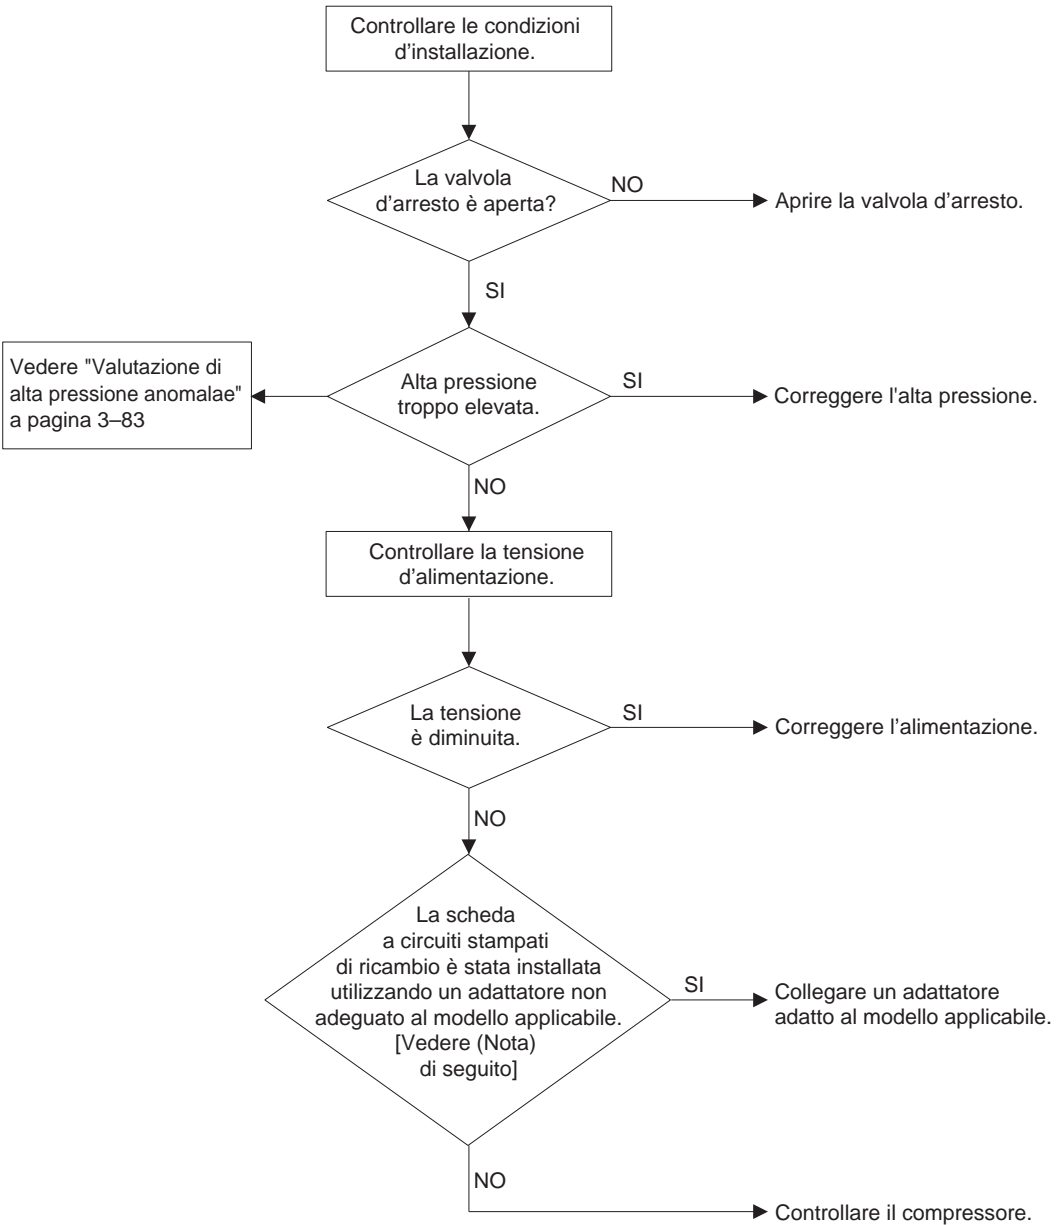 Controllare le condizioni
d’installazione.
La valvola
d’arresto è aperta?
NO
Aprire la valvola d’arresto.
SI
Vedere "Valutazione di
alta pressione anomalae"
a pagina 3–83
Alta pressione
troppo elevata.
SI
Correggere l'alta pressione.
NO
Controllare la tensione
d’alimentazione.
La tensione
è diminuita.
SI
Correggere l’alimentazione.
NO
La scheda
a circuiti stampati
di ricambio è stata installata
utilizzando un adattatore non
adeguato al modello applicabile.
[Vedere (Nota)
di seguito]
SI
Collegare un adattatore
adatto al modello applicabile.
NO
Controllare il compressore.